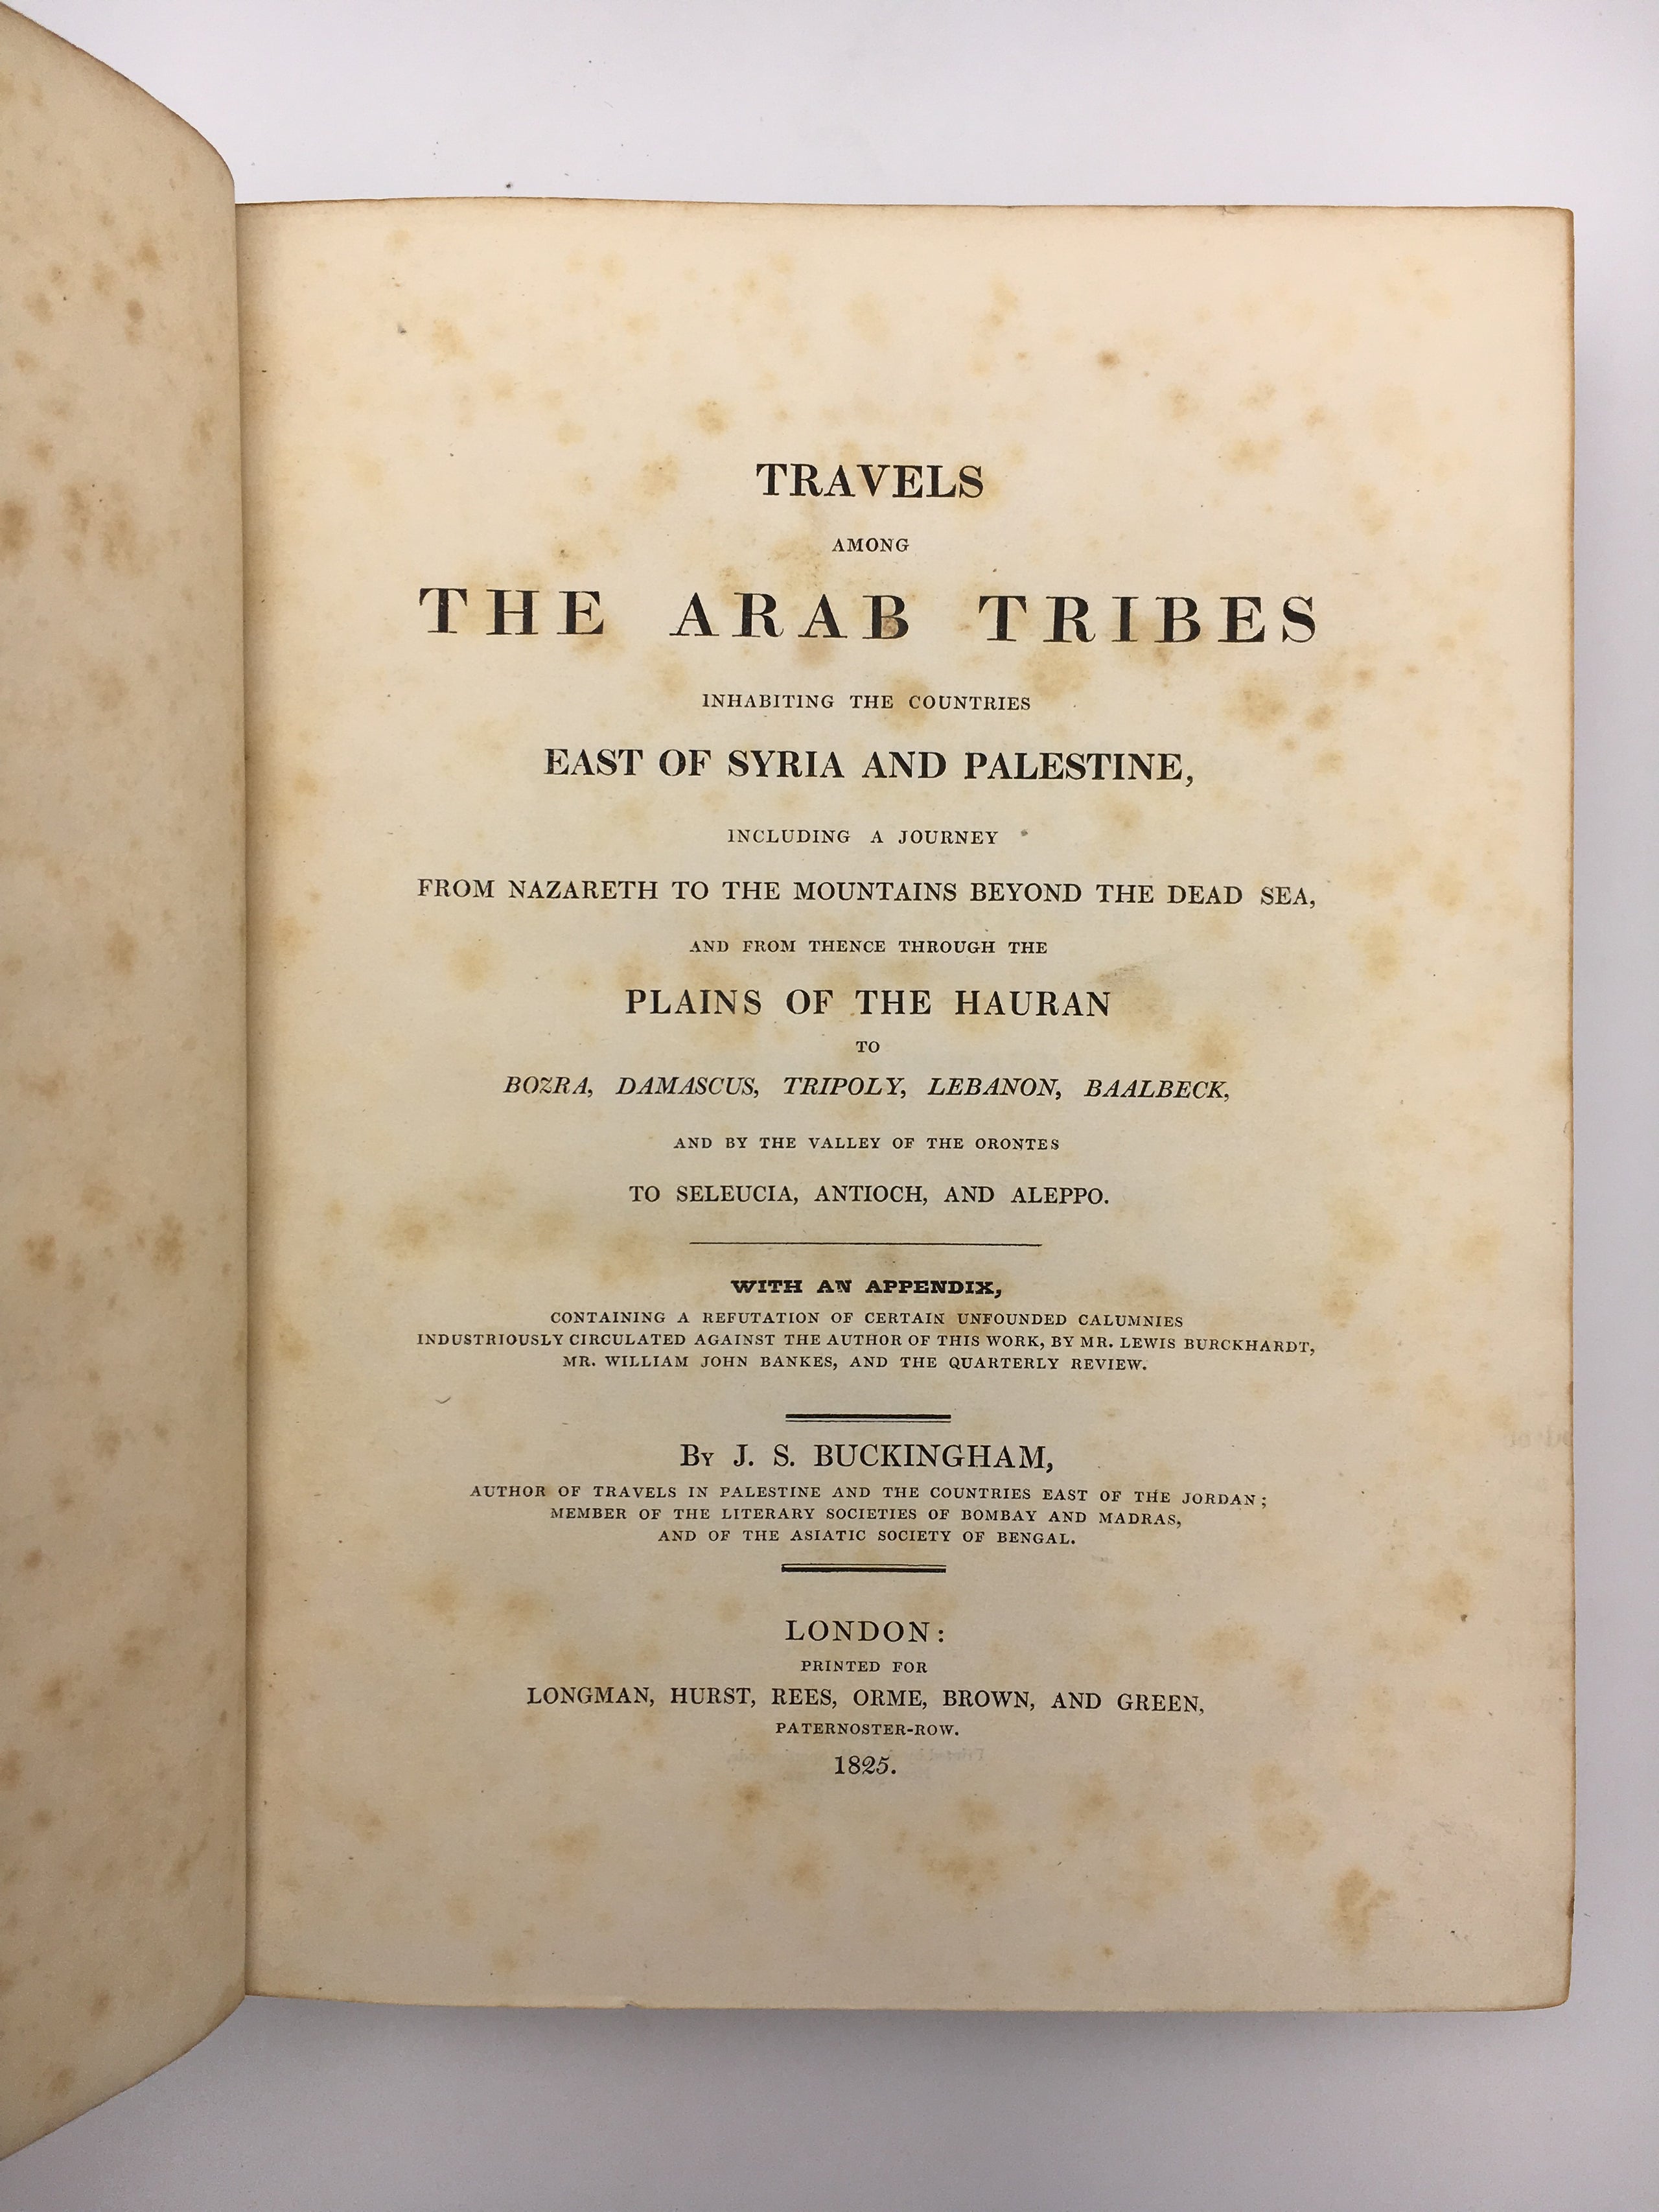 TRAVELS
AMONG
THE ARAB TRIBES
INHABITING THE COUNTRIES
EAST OF SYRIA AND PALESTINE,
INCLUDING A JOURNEY
FROM NAZARETH TO THE MOUNTAINS BEYOND THE DEAD SEA,
AND FROM THENCE THROUGH THE
PLAINS OF THE HAURAN
TO
BOZRA, DAMASCUS, TRIPOLY, LEBANON, BAALBECK,
AND BY THE VALLEY OF THE ORONTES
TO SELEUCIA, ANTIOCH, AND ALEPPO.
WITH AN APPENDIX,
CONTAINING A REFUTATION OF CERTAIN UNFOUNDED CALUMNIES
INDUSTRIOUSLY CIRCULATED AGAINST THE AUTHOR OF THIS WORK, BY MR. LEWIS BURCKHARDT,
MR. WILLIAM JOHN BANKES, AND THE QUARTERLY REVIEW.
By J. S. BUCKINGHAM,
AUTHOR OF TRAVELS IN PALESTINE AND THE COUNTRIES EAST OF THE JORDAN;
MEMBER OF THE LITERARY SOCIETIES OF BOMBAY AND MADRAS,
AND OF THE ASIATIC SOCIETY OF BENGAL.
LONDON:
PRINTED FOR
LONGMAN, HURST, REES, ORME, BROWN, AND GREEN,
PATERNOSTER-ROW.
1825.